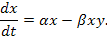 dx/dt = αx − βxy.